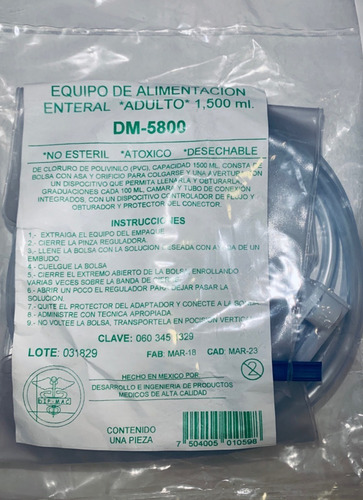 EQUIPO DE ALIMENTACION
ENTERAL *ADULTO* 1,500 ml.
DM-5800
*NO ESTERIL *ATOXICO *DESECHABLE
DE CLORURO DE POLIVINILO (PVC), CAPACIDAD 1500 ML, CONSTA DE
BOLSA CON ASA Y ORIFICIO PARA COLGARSE Y UNA AVERTURA CON
UN DISPOSITIVO QUE PERMITA LLENARLA Y OBTURARLA,
GRADUACIONES CADA 100 ML, CAMARA Y TUBO DE CONEXIÓN
INTEGRADOS, CON UN DISPOSITIVO CONTROLADOR DE FLUJO Y
OBTURADOR Y PROTECTOR DEL CONECTOR.
INSTRUCCIONES
1.- EXTRAIGA EL EQUIPO DEL EMPAQUE
2.- CIERRE LA PINZA REGULADORA.
3.- LLENE LA BOLSA CON LA SOLUCION DESEADA CON AYUDA DE UN
EMBUDO
4.- CUELGUE LA BOLSA
5.- CIERRE EL EXTREMO ABIERTO DE LA BOLSA, ENROLLANDO
VARIAS VECES SOBRE LA BANDA DE
6.- ABRIR UN POCO EL REGULADOR PARA DEJAR PASAR LA
SOLUCION.
7.- QUITE EL PROTECTOR DEL ADAPTADOR Y CONECTE A LA SONDA
8.- ADMINISTRE CON TECNICA APROPIADA
9.- NO VOLTEE LA BOLSA, TRANSPORTELA EN POSICION VERTICAL
CLAVE: 060 345 329
LOTE: 031829
FAB: MAR-18 CAD: MAR-23
HECHO EN MEXICO POR:
DESARROLLO E INGENERIA DE PRODUCTOS
MEDICOS DE ALTA CALIDAD
CONTENIDO
UNA PIEZA
7 504005 010598